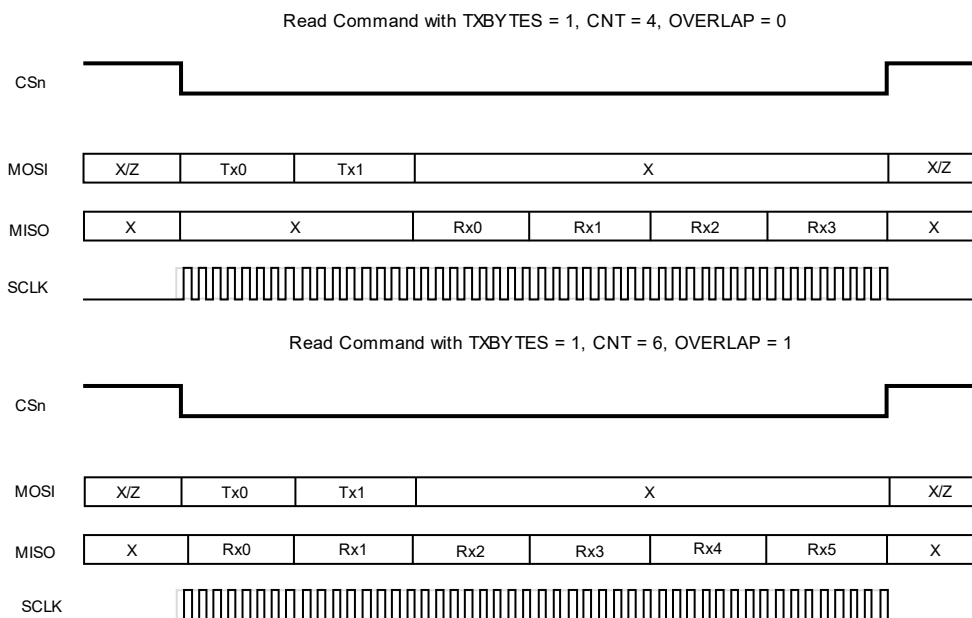 Read Command with TXBYTES = 1, CNT = 4, OVERLAP = 0
CSn
MOSI X/Z Tx0 Tx1 X X/Z
MISO X X Rx0 Rx1 Rx2 Rx3 X
SCLK
Read Command with TXBYTES = 1, CNT = 6, OVERLAP = 1
CSn
MOSI X/Z Tx0 Tx1 X X/Z
MISO X Rx0 Rx1 Rx2 Rx3 Rx4 Rx5 X
SCLK